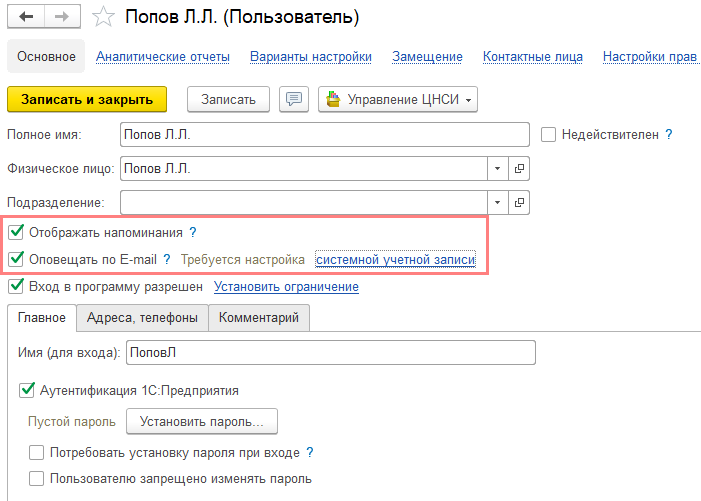 Попов Л.Л. (Пользователь)
Основное Аналитические отчеты Варианты настройки Замещение Контактные лица Настройки прав
Записать и закрыть Записать Управление ЦНСИ
Полное имя: Попов Л.Л. Недействителен ?
Физическое лицо: Попов Л.Л.
Подразделение:
Отображать напоминания ?
Оповещать по E-mail ? Требуется настройка системной учетной записи
Вход в программу разрешен Установить ограничение
Главное Адреса, телефоны Комментарий
Имя (для входа): ПоповЛ
Аутентификация 1С:Предприятия
Пустой пароль Установить пароль...
Потребовать установку пароля при входе ?
Пользователю запрещено изменять пароль